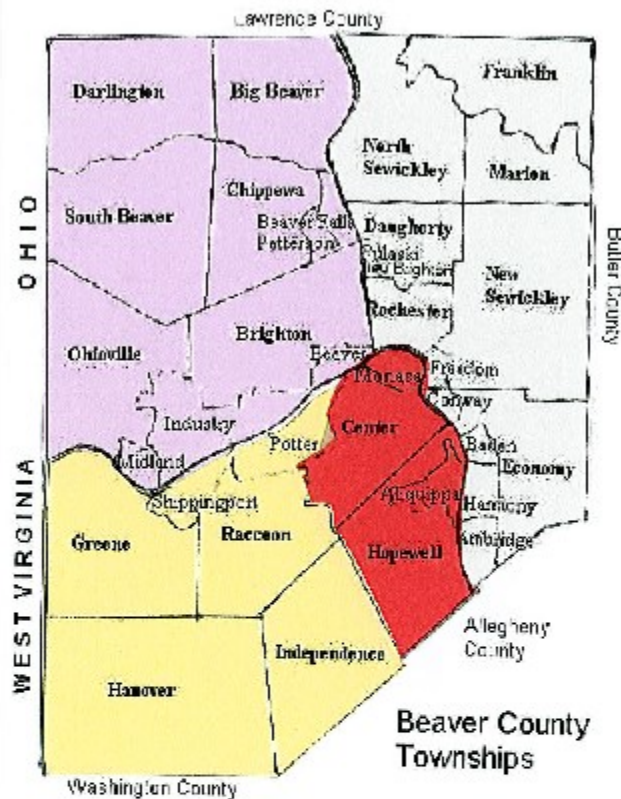 Lawrence County
Darlington
Big Beaver
Franklin
North
Sewickley
Marion
OHIO
Chippewa
South Beaver
Beaver Falls
Patterson
Daugherty
Pulaski
New Brighton
Butler County
New
Sewickley
Rochester
Brighton
Ohioville
Beaver
Freedom
Monaca
Conway
Industry
Potter
Center
Baden
Economy
WEST VIRGINIA
Midland
Shippingport
Aliquippa
Harmony
Greene
Raccoon
Hopewell
Ambridge
Allegheny
County
Independence
Hanover
Beaver County
Townships
Washington County